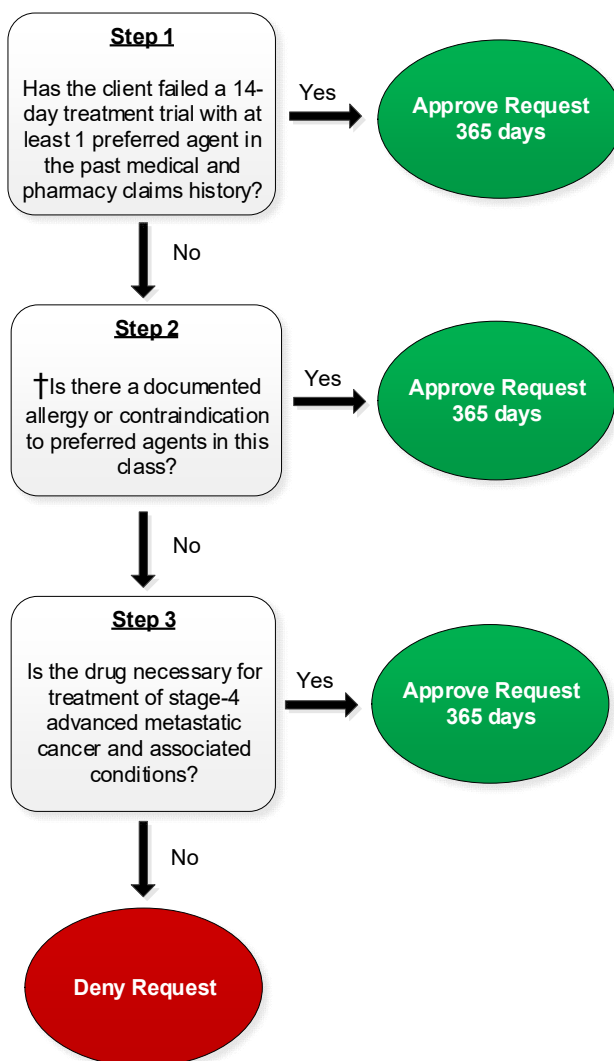 Step 1
Has the client failed a 14-
day treatment trial with at
least 1 preferred agent in
the past medical and
pharmacy claims history?
Yes
Approve Request
365 days
No
Step 2
†Is there a documented
allergy or contraindication
to preferred agents in this
class?
Yes
Approve Request
365 days
No
Step 3
Is the drug necessary for
treatment of stage-4
advanced metastatic
cancer and associated
conditions?
Yes
Approve Request
365 days
No
Deny Request